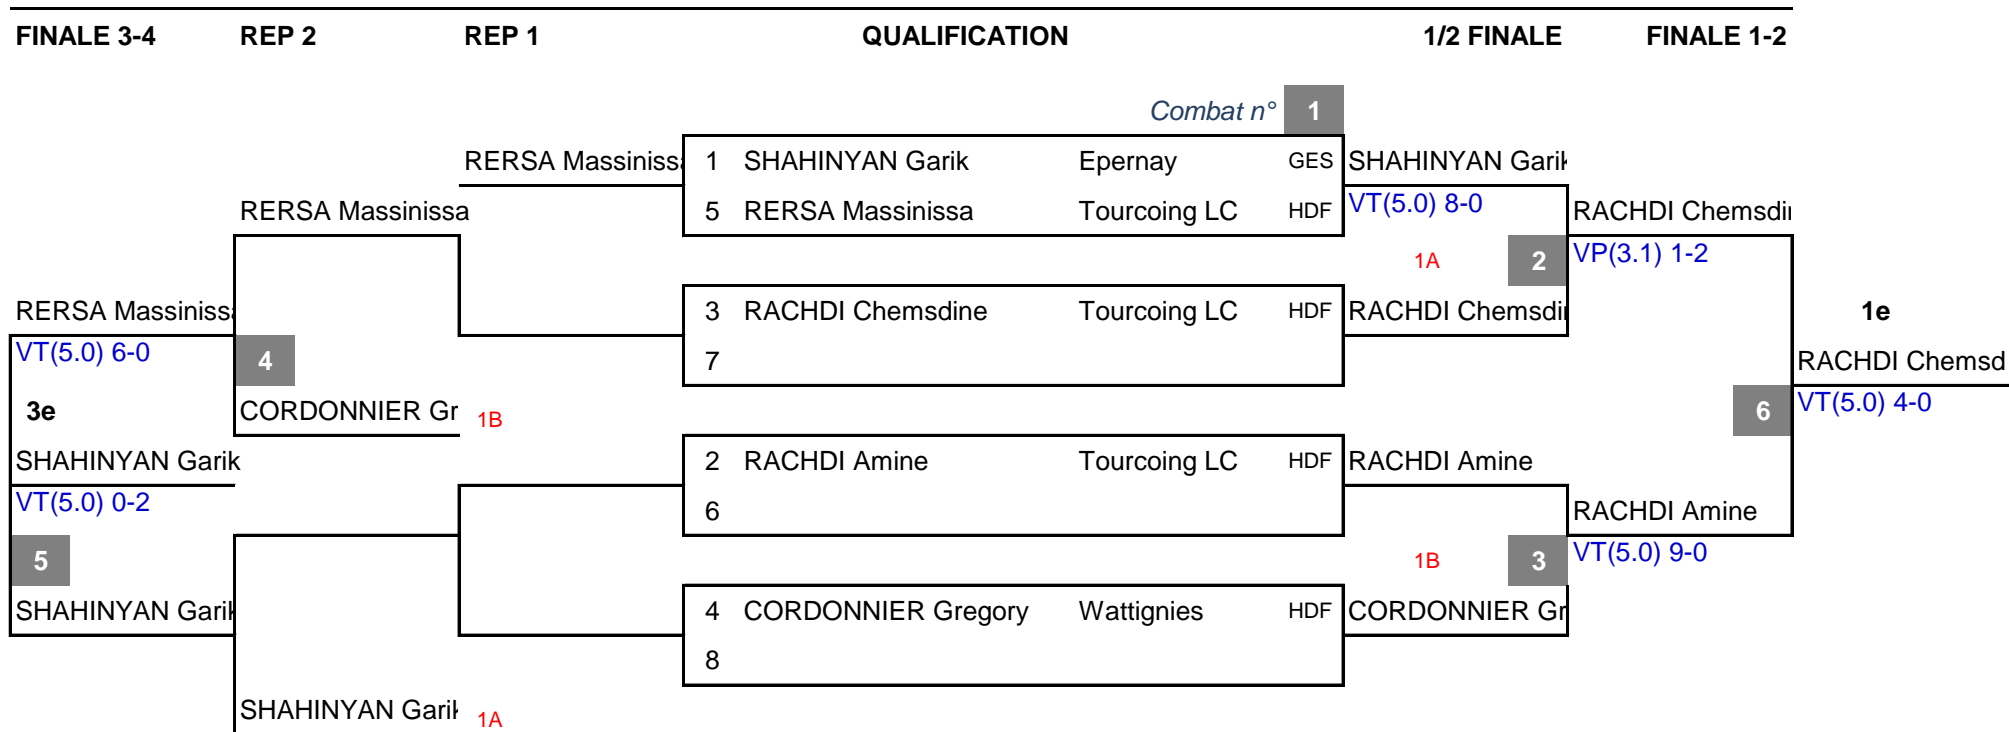 FINALE 3-4 REP 2 REP 1 QUALIFICATION 1/2 FINALE FINALE 1-2
Combat n° 1
RERSA Massinissa 1 SHAHINYAN Garik Epernay GES SHAHINYAN Garik
RERSA Massinissa 5 RERSA Massinissa Tourcoing LC HDF VT(5.0) 8-0 RACHDI Chemsdin
1A 2 VP(3.1) 1-2
RERSA Massinissa 3 RACHDI Chemsdine Tourcoing LC HDF RACHDI Chemsdin 1e
VT(5.0) 6-0 4 7 RACHDI Chemsd
3e CORDONNIER Gr 1B 6 VT(5.0) 4-0
SHAHINYAN Garik 2 RACHDI Amine Tourcoing LC HDF RACHDI Amine
VT(5.0) 0-2 6 RACHDI Amine
5 1B 3 VT(5.0) 9-0
SHAHINYAN Garik 4 CORDONNIER Gregory Wattignies HDF CORDONNIER Gr
8
SHAHINYAN Garik 1A